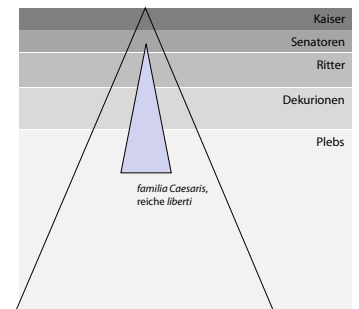 Kaiser
Senatoren
Ritter
Dekurionen
Plebs
familia Caesaris,
reiche liberti